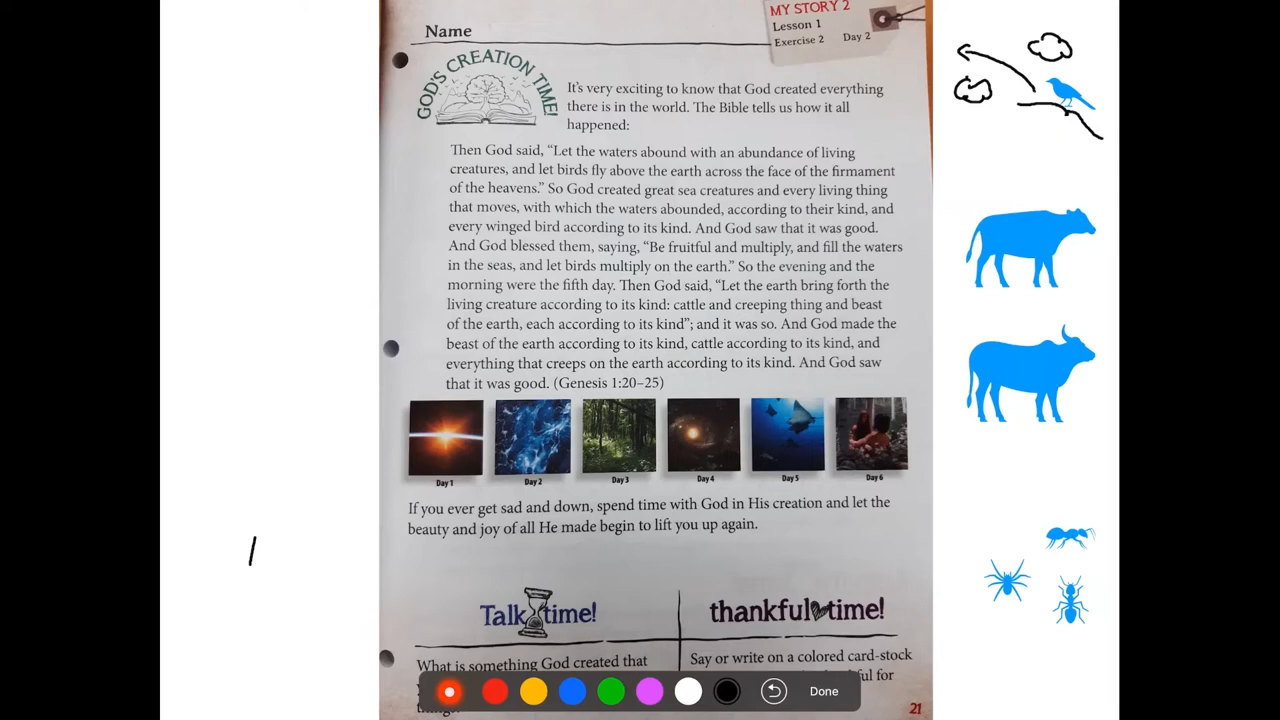 Name
MY STORY 2
Lesson 1
Exercise 2 Day 2
GOD'S CREATION TIME!
It's very exciting to know that God created everything
there is in the world. The Bible tells us how it all
happened:
Then God said, “Let the waters abound with an abundance of living
creatures, and let birds fly above the earth across the face of the firmament
of the heavens.” So God created great sea creatures and every living thing
that moves, with which the waters abounded, according to their kind, and
every winged bird according to its kind. And God saw that it was good.
And God blessed them, saying, “Be fruitful and multiply, and fill the waters
in the seas, and let birds multiply on the earth.” So the evening and the
morning were the fifth day. Then God said, “Let the earth bring forth the
living creature according to its kind: cattle and creeping thing and beast
of the earth, each according to its kind”; and it was so. And God made the
beast of the earth according to its kind, cattle according to its kind, and
everything that creeps on the earth according to its kind. And God saw
that it was good. (Genesis 1:20–25)
Day 1 Day 2 Day 3 Day 4 Day 5 Day 6
If you ever get sad and down, spend time with God in His creation and let the
beauty and joy of all He made begin to lift you up again.
Talk time!
What is something God created that
thankful time!
Say or write on a colored card-stock
for
Done
21